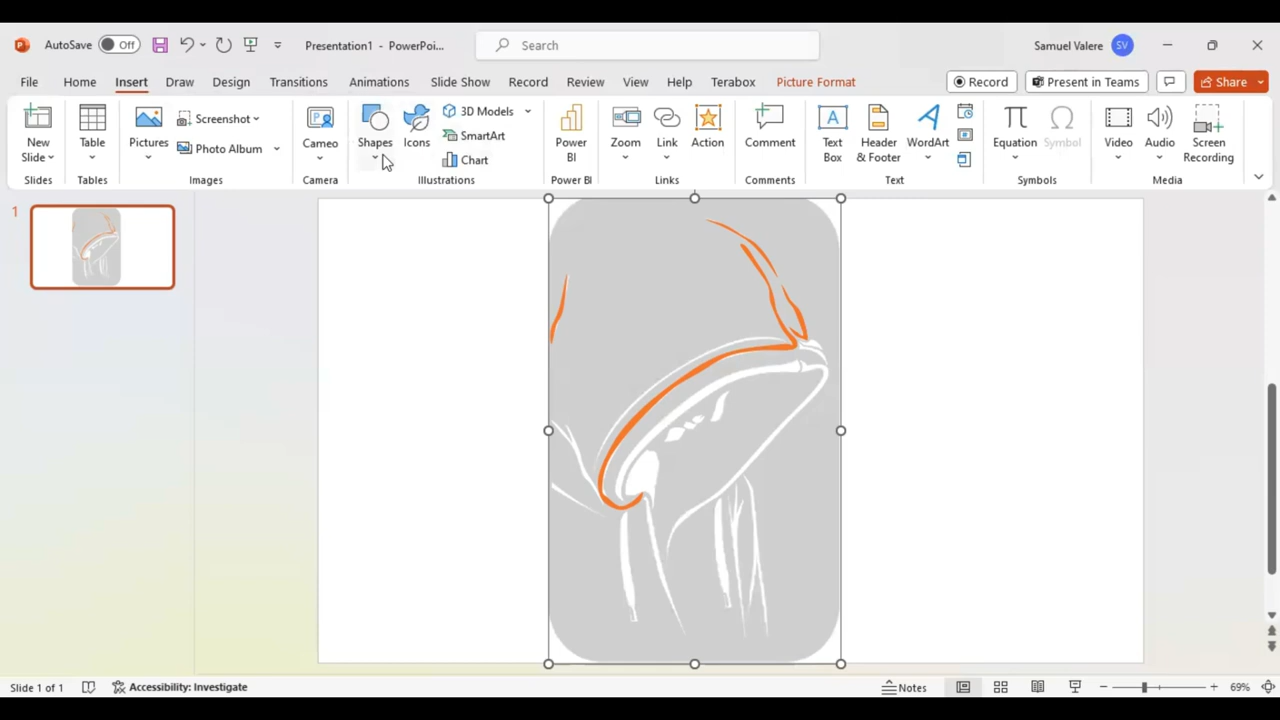 AutoSave Off Presentation1 - PowerPoi... Search Samuel Valere SV
File Home Insert Draw Design Transitions Animations Slide Show Record Review View Help Terabox Picture Format Record Present in Teams Share
New Slide Table Pictures Screenshot Photo Album Cameo Shapes Icons 3D Models SmartArt Chart Power BI Zoom Link Action Comment Text Box Header & Footer WordArt Equation Symbol Video Audio Screen Recording
Slides Tables Images Camera Illustrations Power BI Links Comments Text Symbols Media
1
Slide 1 of 1 Accessibility: Investigate Notes 69%